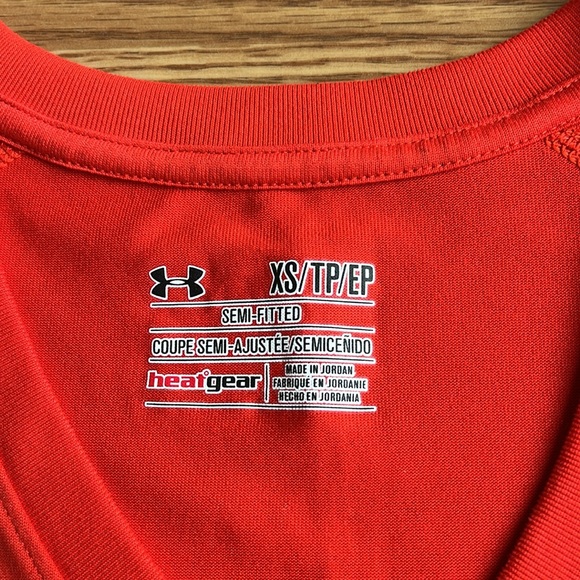 XS/TP/EP
SEMI-FITTED
COUPE SEMI-AJUSTÉE/SEMICEÑIDO
heatgear
MADE IN JORDAN
FABRIQUÉ EN JORDANIE
HECHO EN JORDANIA